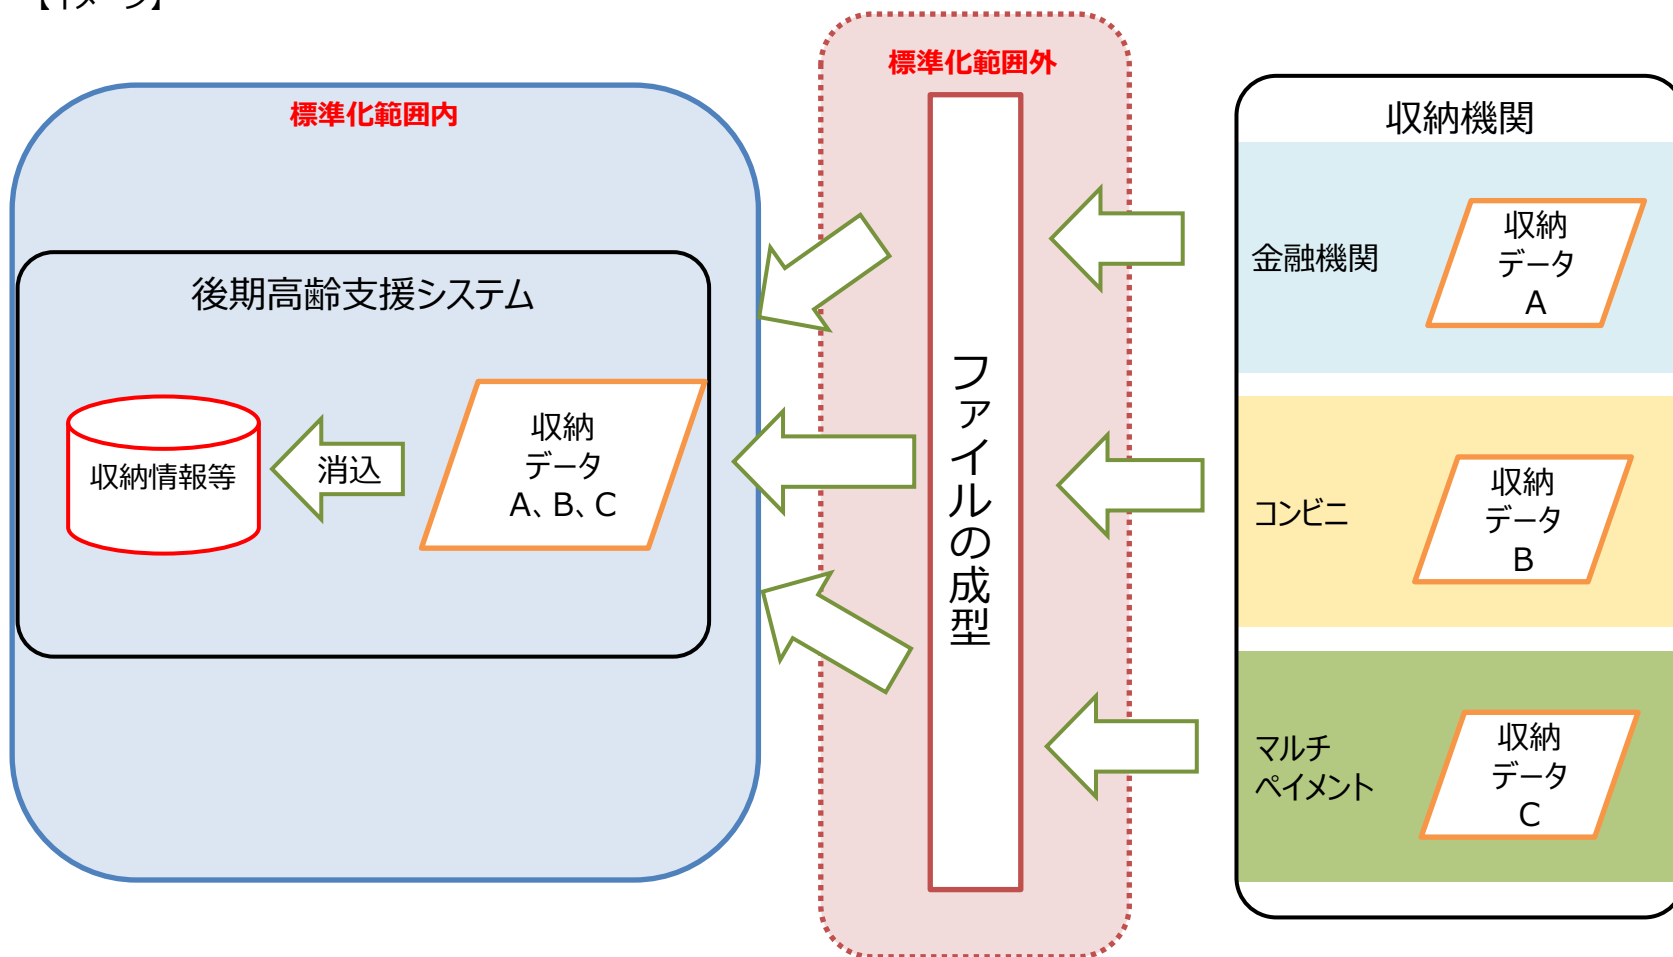 【イメージ】
標準化範囲外
標準化範囲内
収納機関
後期高齢支援システム
収納情報等
消込
収納
データ
A、B、C
ファイルの成型
金融機関
収納
データ
A
コンビニ
収納
データ
B
マルチ
ペイメント
収納
データ
C